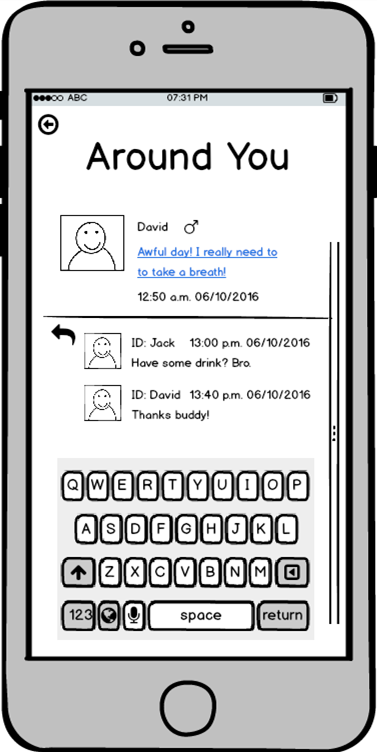 ABC 07:31 PM
Around You
David ♂
Awful day! I really need to
to take a breath!
12:50 a.m. 06/10/2016
ID: Jack 13:00 p.m. 06/10/2016
Have some drink? Bro.
ID: David 13:40 p.m. 06/10/2016
Thanks buddy!
Q W E R T Y U I O P
A S D F G H J K L
Z X C V B N M
123 space return